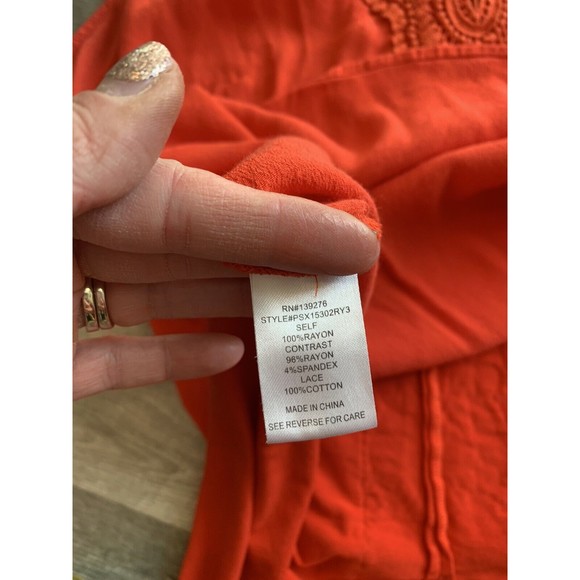 RN#139276
STYLE#PSX15302RY3
SELF
100%RAYON
CONTRAST
96%RAYON
4%SPANDEX
LACE
100%COTTON
MADE IN CHINA
SEE REVERSE FOR CARE